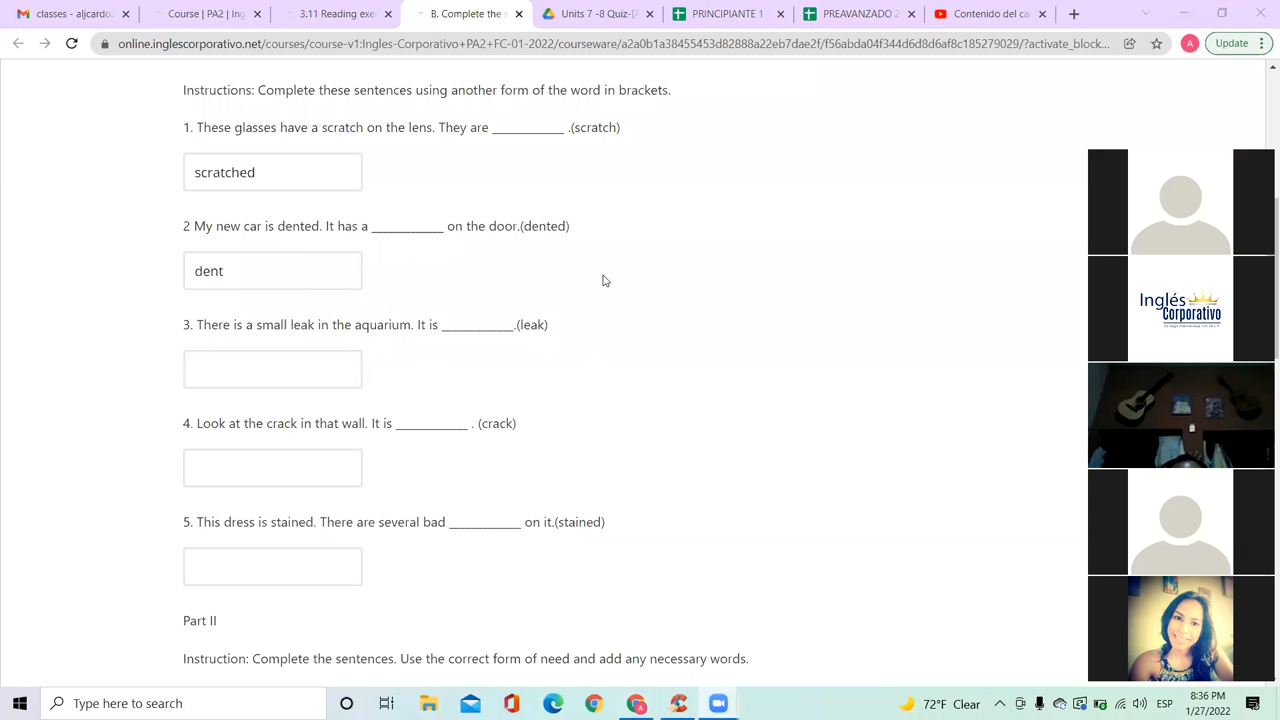 classes - aljca
Course | PA2 | In
3.11 Reading exe
B. Complete the s
Units 7 -8 Quiz-(
PRINCIPIANTE 1
PREAVANZADO 2
Contenido del ca
online.inglescorporativo.net/courses/course-v1:Ingles-Corporativo+PA2+FC-01-2022/courseware/a2a0b1a38455453d82888a22eb7dae2f/f56abda04f344d6d8d6af8c185279029/?activate_block...
A
Update
Instructions: Complete these sentences using another form of the word in brackets.
1. These glasses have a scratch on the lens. They are ____________ .(scratch)
scratched
2 My new car is dented. It has a ____________ on the door.(dented)
dent
3. There is a small leak in the aquarium. It is ____________.(leak)
4. Look at the crack in that wall. It is ____________ . (crack)
5. This dress is stained. There are several bad ____________ on it.(stained)
Part II
Instruction: Complete the sentences. Use the correct form of need and add any necessary words.
Inglés
Corporativo
Type here to search
72°F Clear
ESP
8:36 PM
1/27/2022